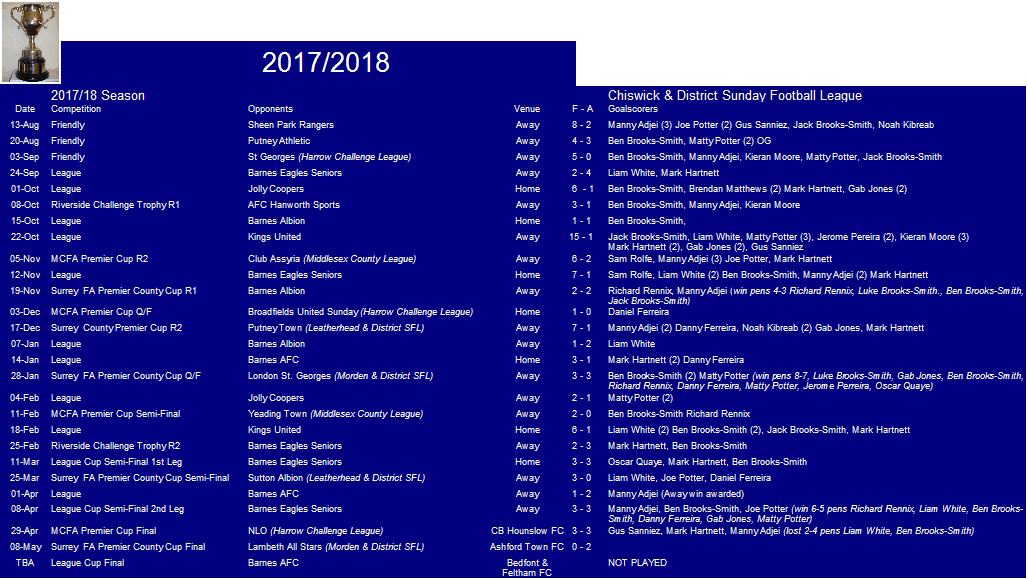 2017/2018
2017/18 Season Chiswick & District Sunday Football League
Date Competition Opponents Venue F - A Goalscorers
13-Aug Friendly Sheen Park Rangers Away 8 - 2 Manny Adjei (3) Joe Potter (2) Gus Sanniez, Jack Brooks-Smith, Noah Kibreab
20-Aug Friendly Putney Athletic Away 4 - 3 Ben Brooks-Smith, Matty Potter (2) OG
03-Sep Friendly St Georges (Harrow Challenge League) Away 5 - 0 Ben Brooks-Smith, Manny Adjei, Kieran Moore, Matty Potter, Jack Brooks-Smith
24-Sep League Barnes Eagles Seniors Away 2 - 4 Liam White, Mark Hartnett
01-Oct League Jolly Coopers Home 6 - 1 Ben Brooks-Smith, Brendan Matthews (2) Mark Hartnett, Gab Jones (2)
08-Oct Riverside Challenge Trophy R1 AFC Hanworth Sports Away 3 - 1 Ben Brooks-Smith, Manny Adjei, Kieran Moore
15-Oct League Barnes Albion Home 1 - 1 Ben Brooks-Smith,
22-Oct League Kings United Away 15 - 1 Jack Brooks-Smith, Liam White, Matty Potter (3), Jerome Pereira (2), Kieran Moore (3)
Mark Hartnett (2), Gab Jones (2), Gus Sanniez
05-Nov MCFA Premier Cup R2 Club Assyria (Middlesex County League) Away 6 - 2 Sam Rolfe, Manny Adjei (3) Joe Potter, Mark Hartnett
12-Nov League Barnes Eagles Seniors Home 7 - 1 Sam Rolfe, Liam White (2) Ben Brooks-Smith, Manny Adjei (2) Mark Hartnett
19-Nov Surrey FA Premier County Cup R1 Barnes Albion Away 2 - 2 Richard Rennix, Manny Adjei (win pens 4-3 Richard Rennix, Luke Brooks-Smith., Ben Brooks-Smith,
Jack Brooks-Smith)
03-Dec MCFA Premier Cup Q/F Broadfields United Sunday (Harrow Challenge League) Home 1 - 0 Daniel Ferreira
17-Dec Surrey County Premier Cup R2 Putney Town (Leatherhead & District SFL) Away 7 - 1 Manny Adjei (2) Danny Ferreira, Noah Kibreab (2) Gab Jones, Mark Hartnett
07-Jan League Barnes Albion Away 1 - 2 Liam White
14-Jan League Barnes AFC Home 3 - 1 Mark Hartnett (2) Danny Ferreira
28-Jan Surrey FA Premier County Cup Q/F London St. Georges (Morden & District SFL) Away 3 - 3 Ben Brooks-Smith (2) Matty Potter (win pens 8-7, Luke Brooks-Smith, Gab Jones, Ben Brooks-Smith,
Richard Rennix, Danny Ferreira, Matty Potter, Jerome Perreira, Oscar Quaye)
04-Feb League Jolly Coopers Away 2 - 1 Matty Potter (2)
11-Feb MCFA Premier Cup Semi-Final Yeading Town (Middlesex County League) Away 2 - 0 Ben Brooks-Smith Richard Rennix
18-Feb League Kings United Home 6 - 1 Liam White (2) Ben Brooks-Smith (2), Jack Brooks-Smith, Mark Hartnett
25-Feb Riverside Challenge Trophy R2 Barnes Eagles Seniors Away 2 - 3 Mark Hartnett, Ben Brooks-Smith
11-Mar League Cup Semi-Final 1st Leg Barnes Eagles Seniors Home 3 - 3 Oscar Quaye, Mark Hartnett, Ben Brooks-Smith
25-Mar Surrey FA Premier County Cup Semi-Final Sutton Albion (Leatherhead & District SFL) Away 3 - 0 Liam White, Joe Potter, Daniel Ferreira
01-Apr League Barnes AFC Away 1 - 2 Manny Adjei (Away win awarded)
08-Apr League Cup Semi-Final 2nd Leg Barnes Eagles Seniors Away 3 - 3 Manny Adjei, Ben Brooks-Smith, Joe Potter (win 6-5 pens Richard Rennix, Liam White, Ben Brooks-
Smith, Danny Ferreira, Gab Jones, Matty Potter)
29-Apr MCFA Premier Cup Final NLO (Harrow Challenge League) CB Hounslow FC 3 - 3 Gus Sanniez, Mark Hartnett, Manny Adjei (lost 2-4 pens Liam White, Ben Brooks-Smith)
08-May Surrey FA Premier County Cup Final Lambeth All Stars (Morden & District SFL) Ashford Town FC 0 - 2
TBA League Cup Final Barnes AFC Bedfont & NOT PLAYED
Feltham FC